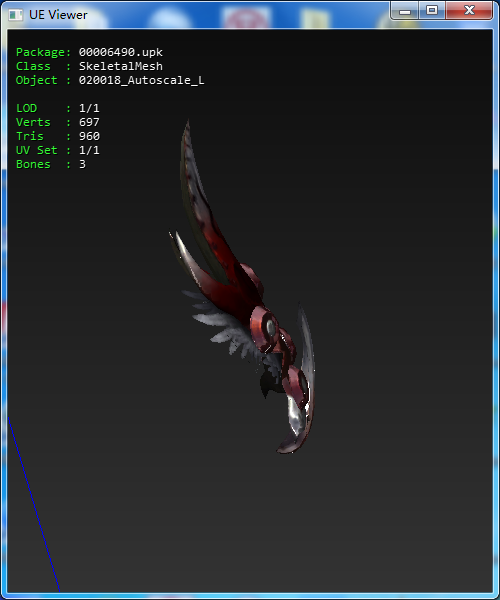 UE Viewer
Package: 00006490.upk
Class : SkeletalMesh
Object : 020018_Autoscale_L
LOD : 1/1
Verts : 697
Tris : 960
UV Set : 1/1
Bones : 3